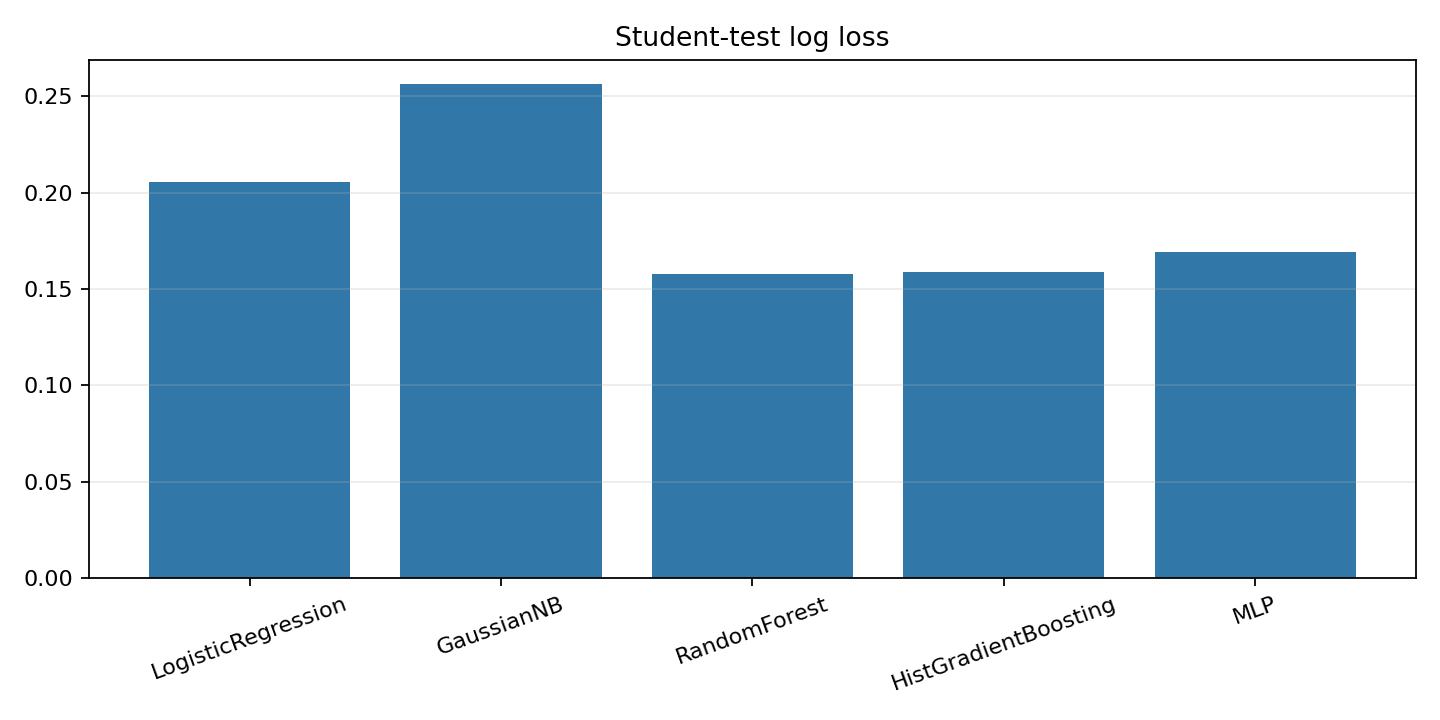 Student-test log loss
0.25
0.20
0.15
0.10
0.05
0.00
LogisticRegression
GaussianNB
RandomForest
HistGradientBoosting
MLP